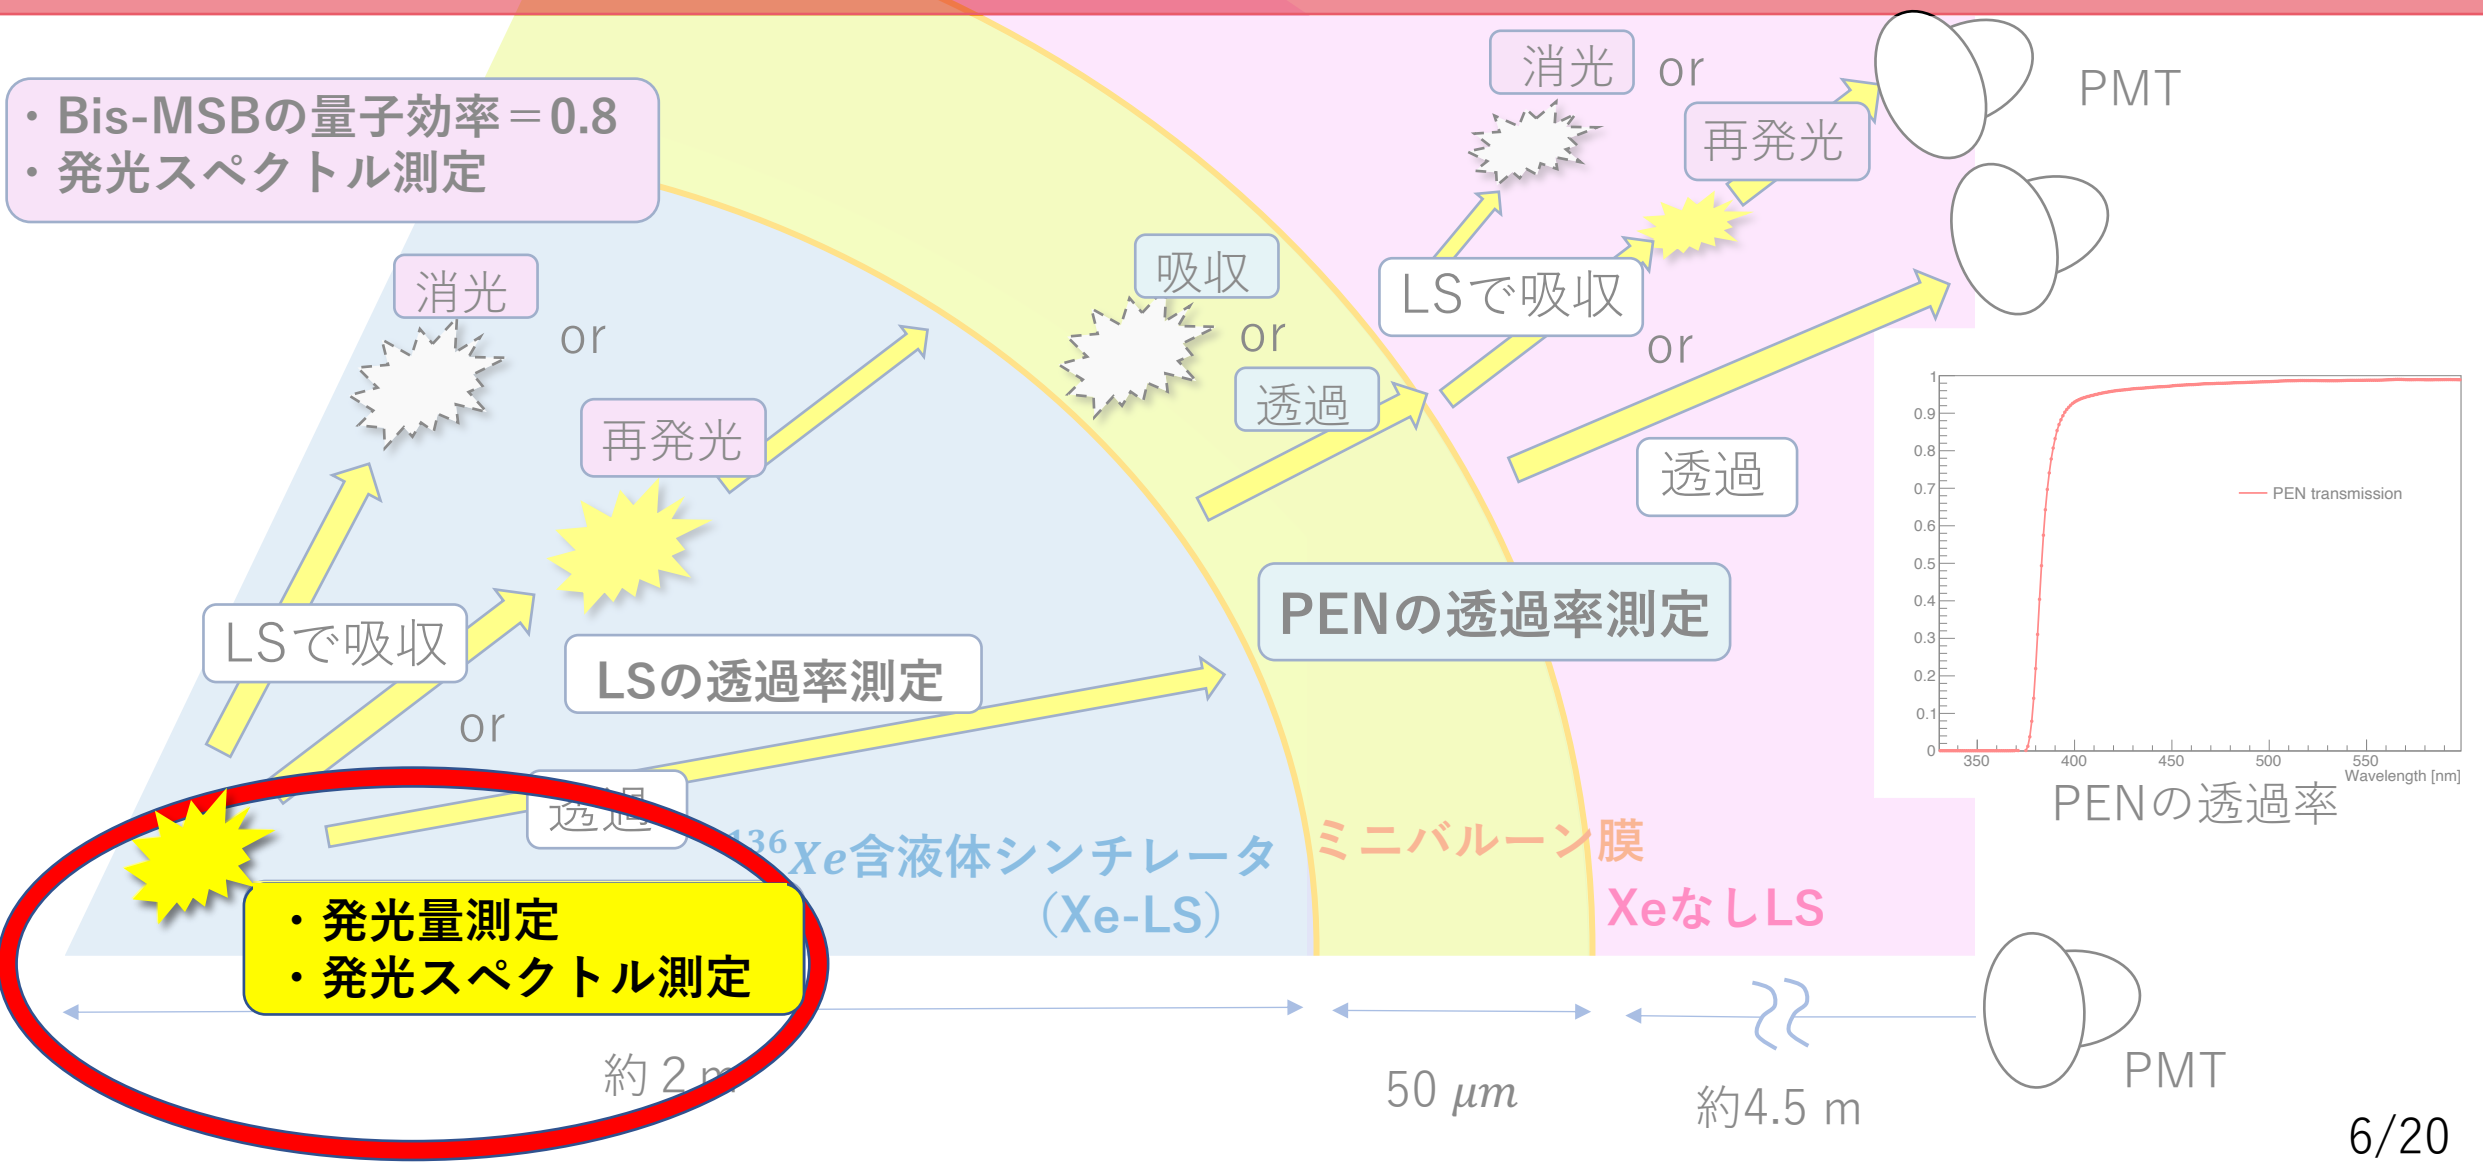 ・Bis-MSBの量子効率＝0.8
・発光スペクトル測定
消光
or
再発光
PMT
消光
or
再発光
吸収
or
透過
LSで吸収
or
透過
LSで吸収
or
透過
LSの透過率測定
PENの透過率測定
1
0.9
0.8
0.7
0.6
0.5
0.4
0.3
0.2
0.1
0
350 400 450 500 550
Wavelength [nm]
PEN transmission
PENの透過率
136Xe含液体シンチレータ
（Xe-LS）
ミニバルーン膜
XeなしLS
・発光量測定
・発光スペクトル測定
約 2 m
50 μm
約4.5 m
PMT
6/20